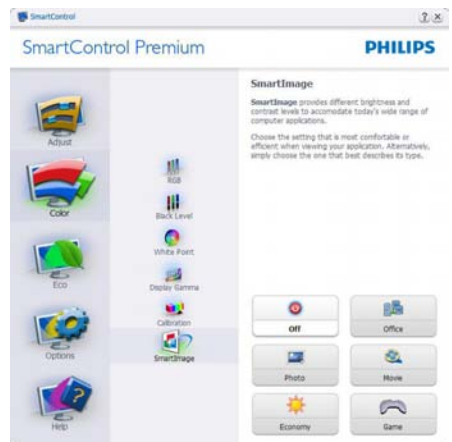 SmartControl
SmartControl Premium
PHILIPS
Adjust
Color
Eco
Options
Help
RGB
Black Level
White Point
Display Gamma
Calibration
SmartImage
SmartImage
SmartImage provides different brightness and
contrast levels to accomodate today's wide range of
computer applications.
Choose the setting that is most comfortable or
efficient when viewing your application. Alternatively,
simply choose the one that best describes its type.
Off
Office
Photo
Movie
Economy
Game